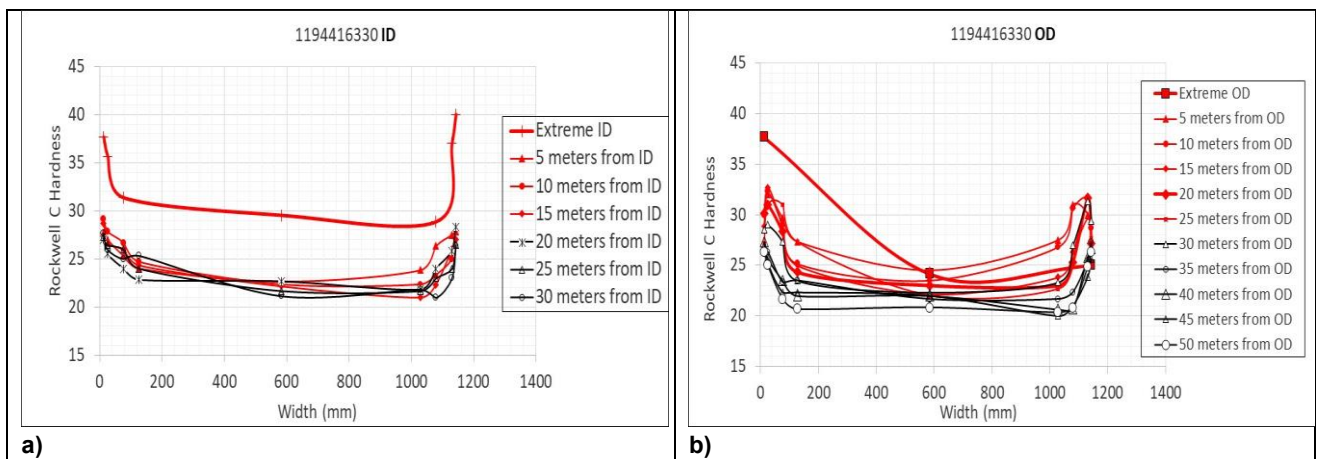 1194416330 ID
45
40
35
30
25
20
15
Rockwell C Hardness
0 200 400 600 800 1000 1200 1400
Width (mm)
Extreme ID
5 meters from ID
10 meters from ID
15 meters from ID
20 meters from ID
25 meters from ID
30 meters from ID
a)
1194416330 OD
45
40
35
30
25
20
15
Rockwell C Hardness
0 200 400 600 800 1000 1200 1400
Width (mm)
Extreme OD
5 meters from OD
10 meters from OD
15 meters from OD
20 meters from OD
25 meters from OD
30 meters from OD
35 meters from OD
40 meters from OD
45 meters from OD
50 meters from OD
b)